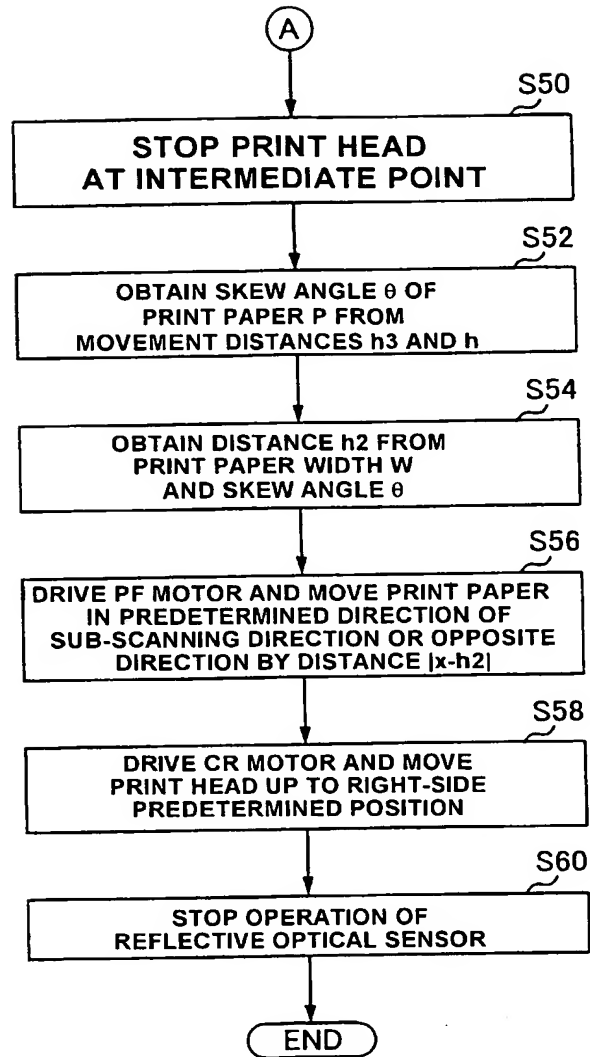 A
S50
STOP PRINT HEAD
AT INTERMEDIATE POINT
S52
OBTAIN SKEW ANGLE θ OF
PRINT PAPER P FROM
MOVEMENT DISTANCES h3 AND h
S54
OBTAIN DISTANCE h2 FROM
PRINT PAPER WIDTH W
AND SKEW ANGLE θ
S56
DRIVE PF MOTOR AND MOVE PRINT PAPER
IN PREDETERMINED DIRECTION OF
SUB-SCANNING DIRECTION OR OPPOSITE
DIRECTION BY DISTANCE |x-h2|
S58
DRIVE CR MOTOR AND MOVE
PRINT HEAD UP TO RIGHT-SIDE
PREDETERMINED POSITION
S60
STOP OPERATION OF
REFLECTIVE OPTICAL SENSOR
END